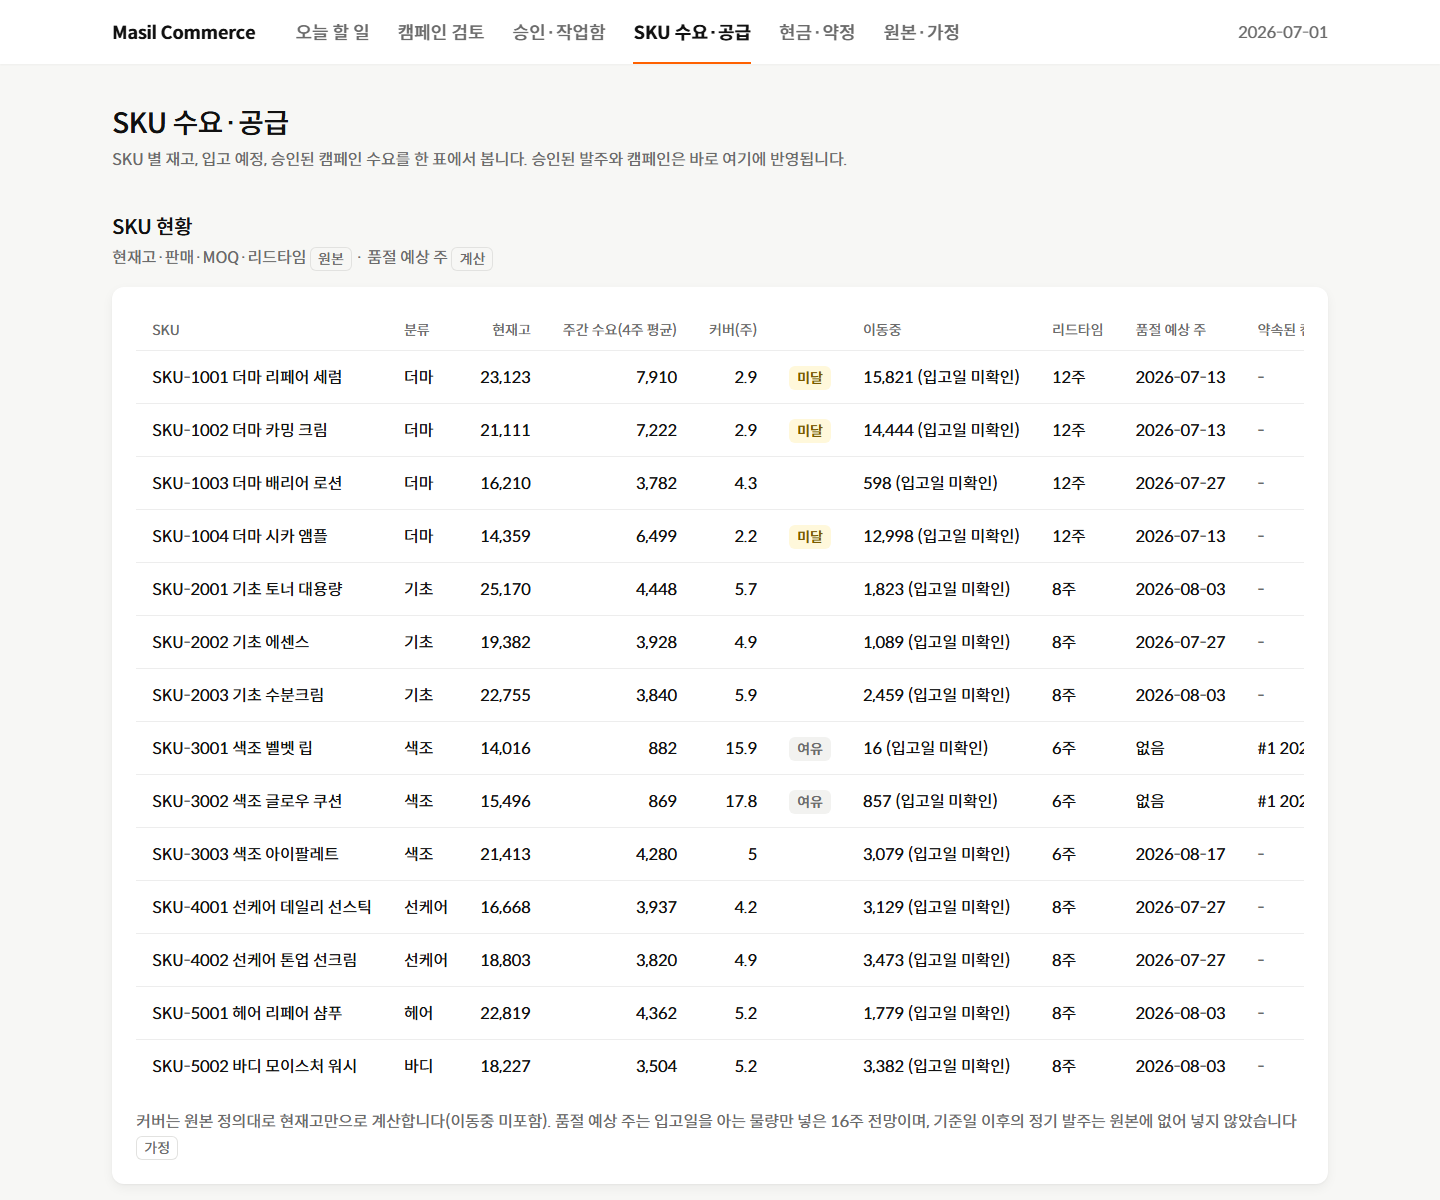 Masil Commerce 오늘 할 일 캠페인 검토 승인·작업함 SKU 수요·공급 현금·약정 원본·가정 2026-07-01
SKU 수요·공급
SKU 별 재고, 입고 예정, 승인된 캠페인 수요를 한 표에서 봅니다. 승인된 발주와 캠페인은 바로 여기에 반영됩니다.
SKU 현황
현재고·판매·MOQ·리드타임 원본 · 품절 예상 주 계산
SKU 분류 현재고 주간 수요(4주 평균) 커버(주) 이동중 리드타임 품절 예상 주 약속된
SKU-1001 더마 리페어 세럼 더마 23,123 7,910 2.9 미달 15,821 (입고일 미확인) 12주 2026-07-13 -
SKU-1002 더마 카밍 크림 더마 21,111 7,222 2.9 미달 14,444 (입고일 미확인) 12주 2026-07-13 -
SKU-1003 더마 배리어 로션 더마 16,210 3,782 4.3 598 (입고일 미확인) 12주 2026-07-27 -
SKU-1004 더마 시카 앰플 더마 14,359 6,499 2.2 미달 12,998 (입고일 미확인) 12주 2026-07-13 -
SKU-2001 기초 토너 대용량 기초 25,170 4,448 5.7 1,823 (입고일 미확인) 8주 2026-08-03 -
SKU-2002 기초 에센스 기초 19,382 3,928 4.9 1,089 (입고일 미확인) 8주 2026-07-27 -
SKU-2003 기초 수분크림 기초 22,755 3,840 5.9 2,459 (입고일 미확인) 8주 2026-08-03 -
SKU-3001 색조 벨벳 립 색조 14,016 882 15.9 여유 16 (입고일 미확인) 6주 없음 #1 202
SKU-3002 색조 글로우 쿠션 색조 15,496 869 17.8 여유 857 (입고일 미확인) 6주 없음 #1 202
SKU-3003 색조 아이팔레트 색조 21,413 4,280 5 3,079 (입고일 미확인) 6주 2026-08-17 -
SKU-4001 선케어 데일리 선스틱 선케어 16,668 3,937 4.2 3,129 (입고일 미확인) 8주 2026-07-27 -
SKU-4002 선케어 톤업 선크림 선케어 18,803 3,820 4.9 3,473 (입고일 미확인) 8주 2026-07-27 -
SKU-5001 헤어 리페어 샴푸 헤어 22,819 4,362 5.2 1,779 (입고일 미확인) 8주 2026-08-03 -
SKU-5002 바디 모이스처 워시 바디 18,227 3,504 5.2 3,382 (입고일 미확인) 8주 2026-08-03 -
커버는 원본 정의대로 현재고만으로 계산합니다(이동중 미포함). 품절 예상 주는 입고일을 아는 물량만 넣은 16주 전망이며, 기준일 이후의 정기 발주는 원본에 없어 넣지 않았습니다
가정